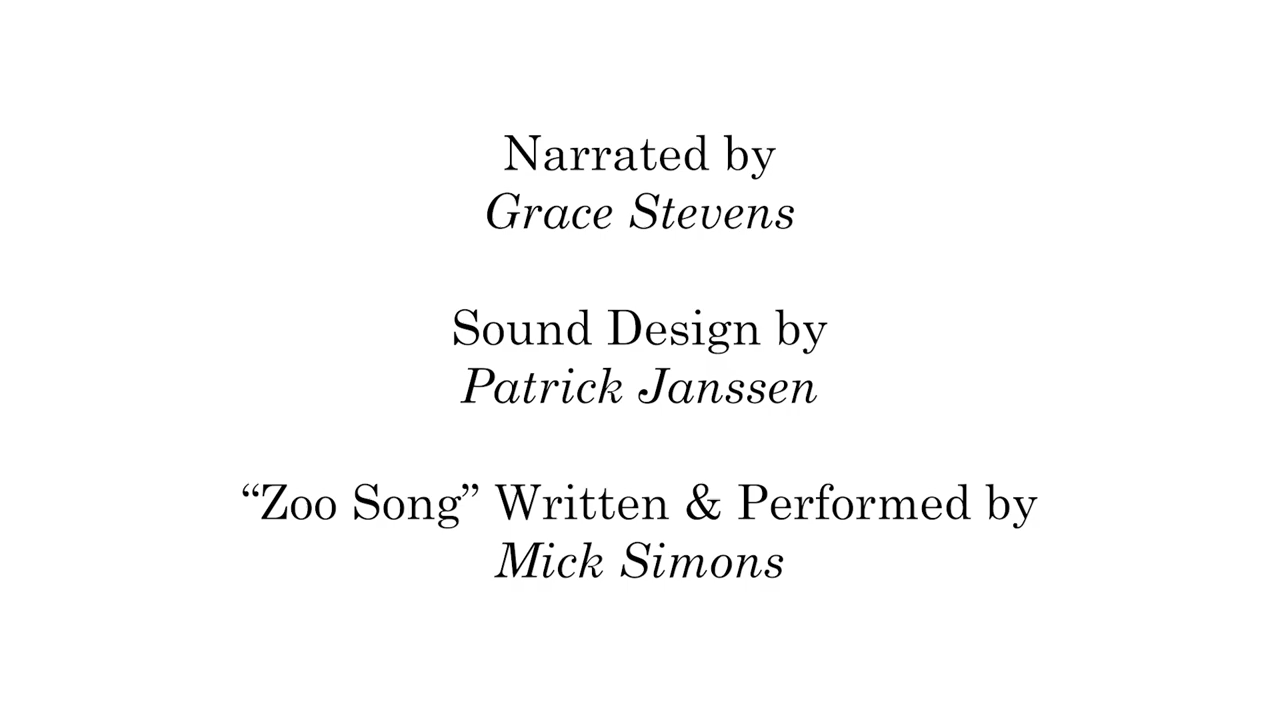 Narrated by
Grace Stevens
Sound Design by
Patrick Janssen
“Zoo Song” Written & Performed by
Mick Simons